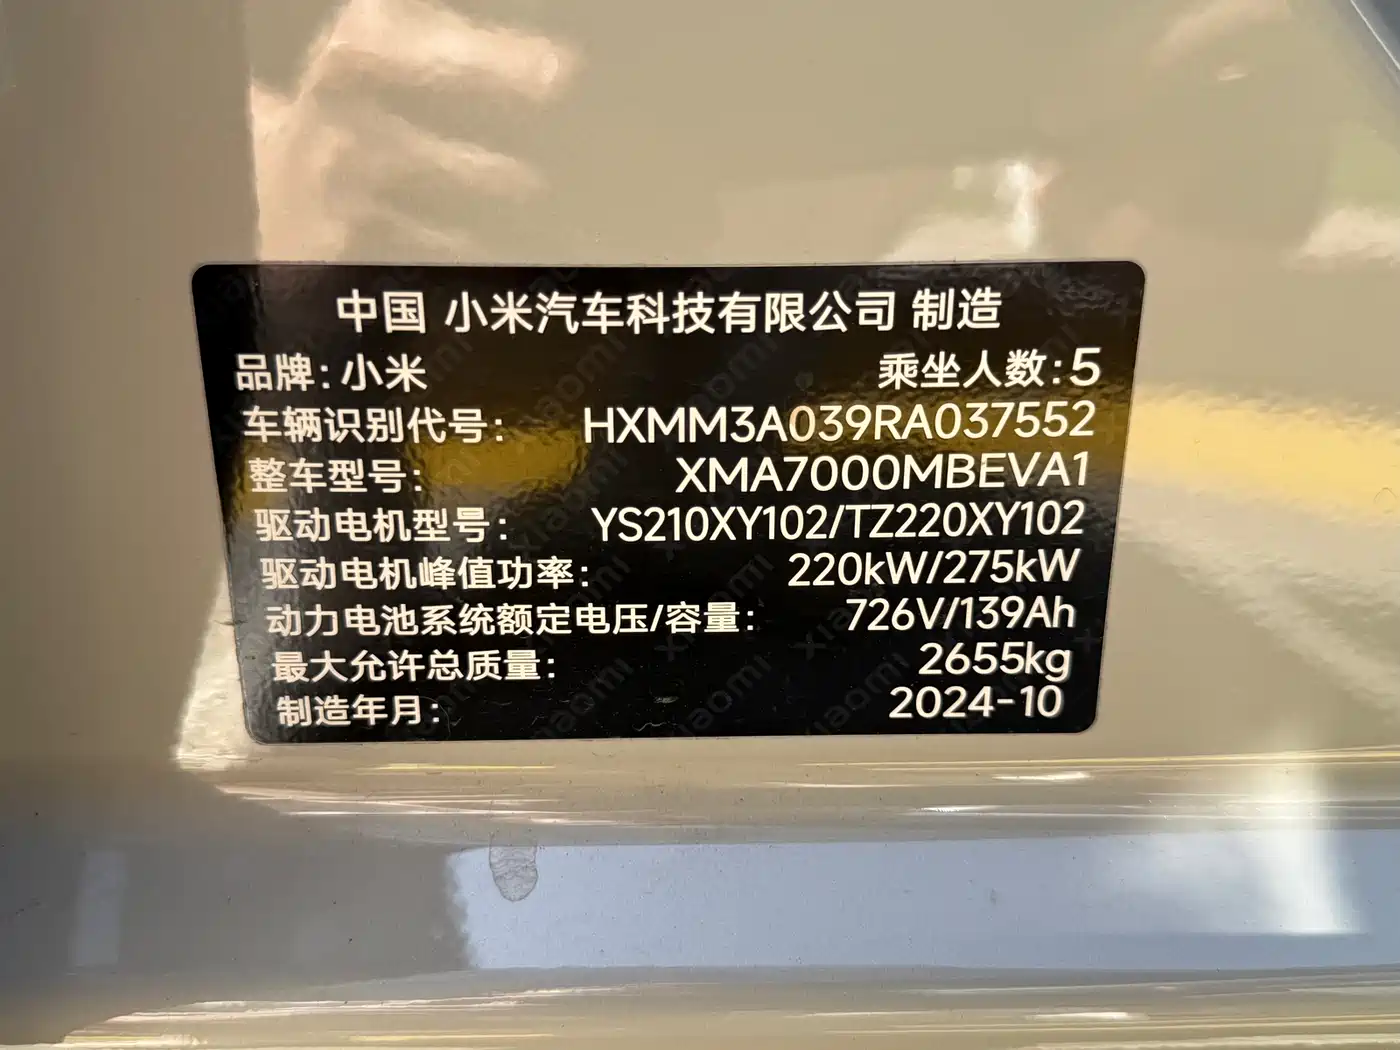 中国 小米汽车科技有限公司 制造
品牌：小米 乘坐人数：5
车辆识别代号： HXMM3A039RA037552
整车型号： XMA7000MBEVA1
驱动电机型号： YS210XY102/TZ220XY102
驱动电机峰值功率： 220kW/275kW
动力电池系统额定电压/容量： 726V/139Ah
最大允许总质量： 2655kg
制造年月： 2024-10